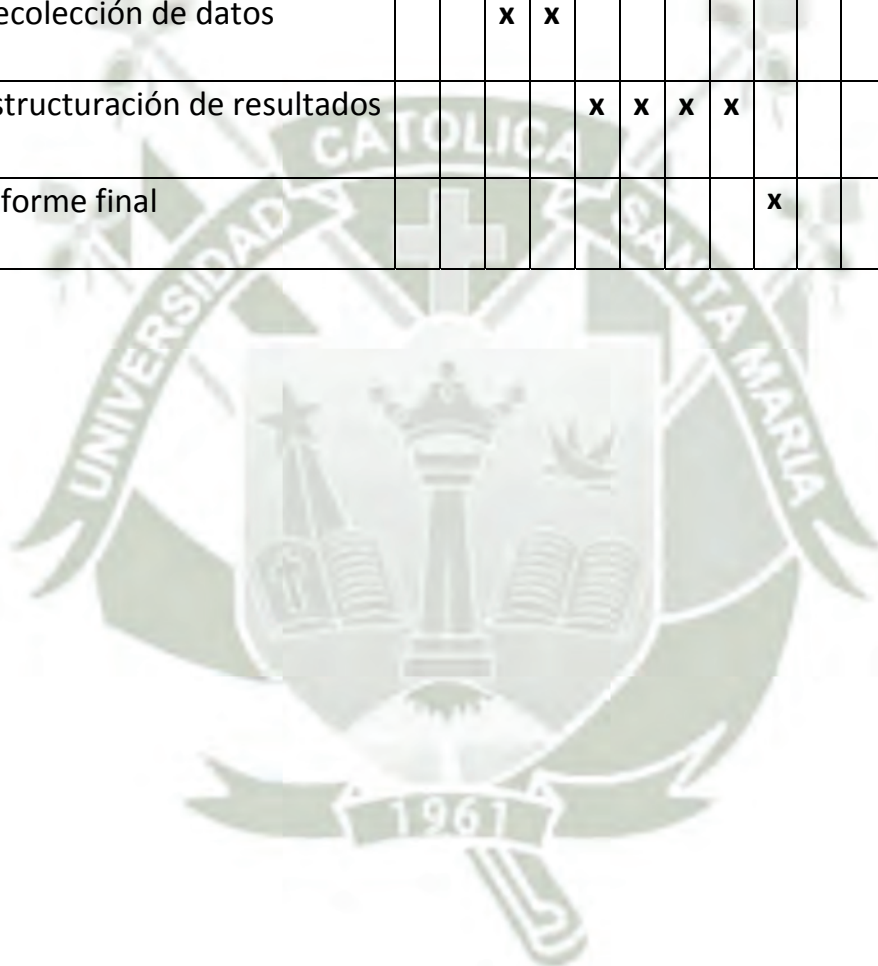 ecolección de datos x x
structuración de resultados x x x x
forme final x
UNIVERSIDAD CATOLICA SANTA MARIA
1961